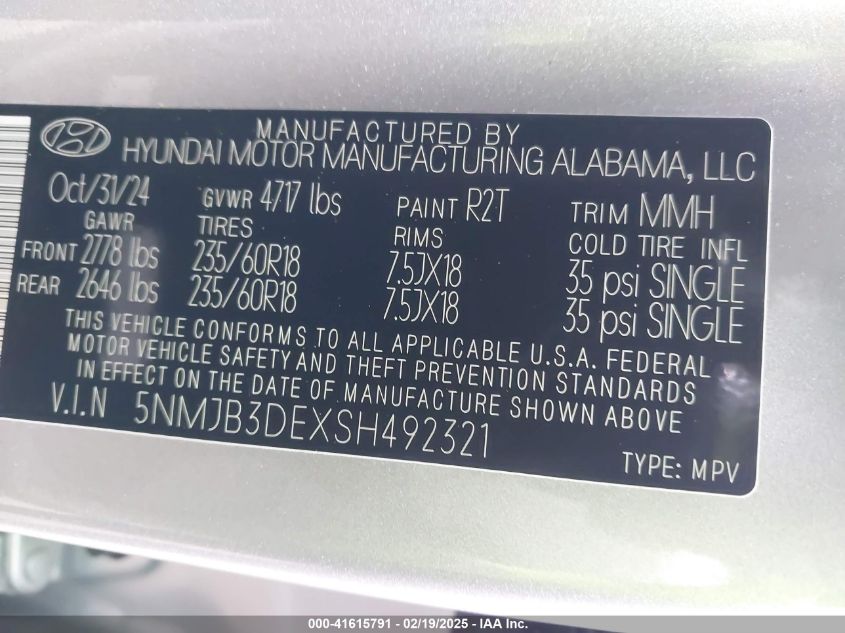 MANUFACTURED BY
HYUNDAI MOTOR MANUFACTURING ALABAMA, LLC
Oct/31/24 GVWR 4717 lbs PAINT R2T TRIM MMH
GAWR TIRES RIMS COLD TIRE INFL
FRONT 2778 lbs 235/60R18 7.5JX18 35 psi SINGLE
REAR 2646 lbs 235/60R18 7.5JX18 35 psi SINGLE
THIS VEHICLE CONFORMS TO ALL APPLICABLE U.S.A. FEDERAL
MOTOR VEHICLE SAFETY AND THEFT PREVENTION STANDARDS
IN EFFECT ON THE DATE OF MANUFACTURE SHOWN ABOVE
V.I.N 5NMJB3DEXSH492321
TYPE: MPV
000-41615791 - 02/19/2025 - IAA Inc.